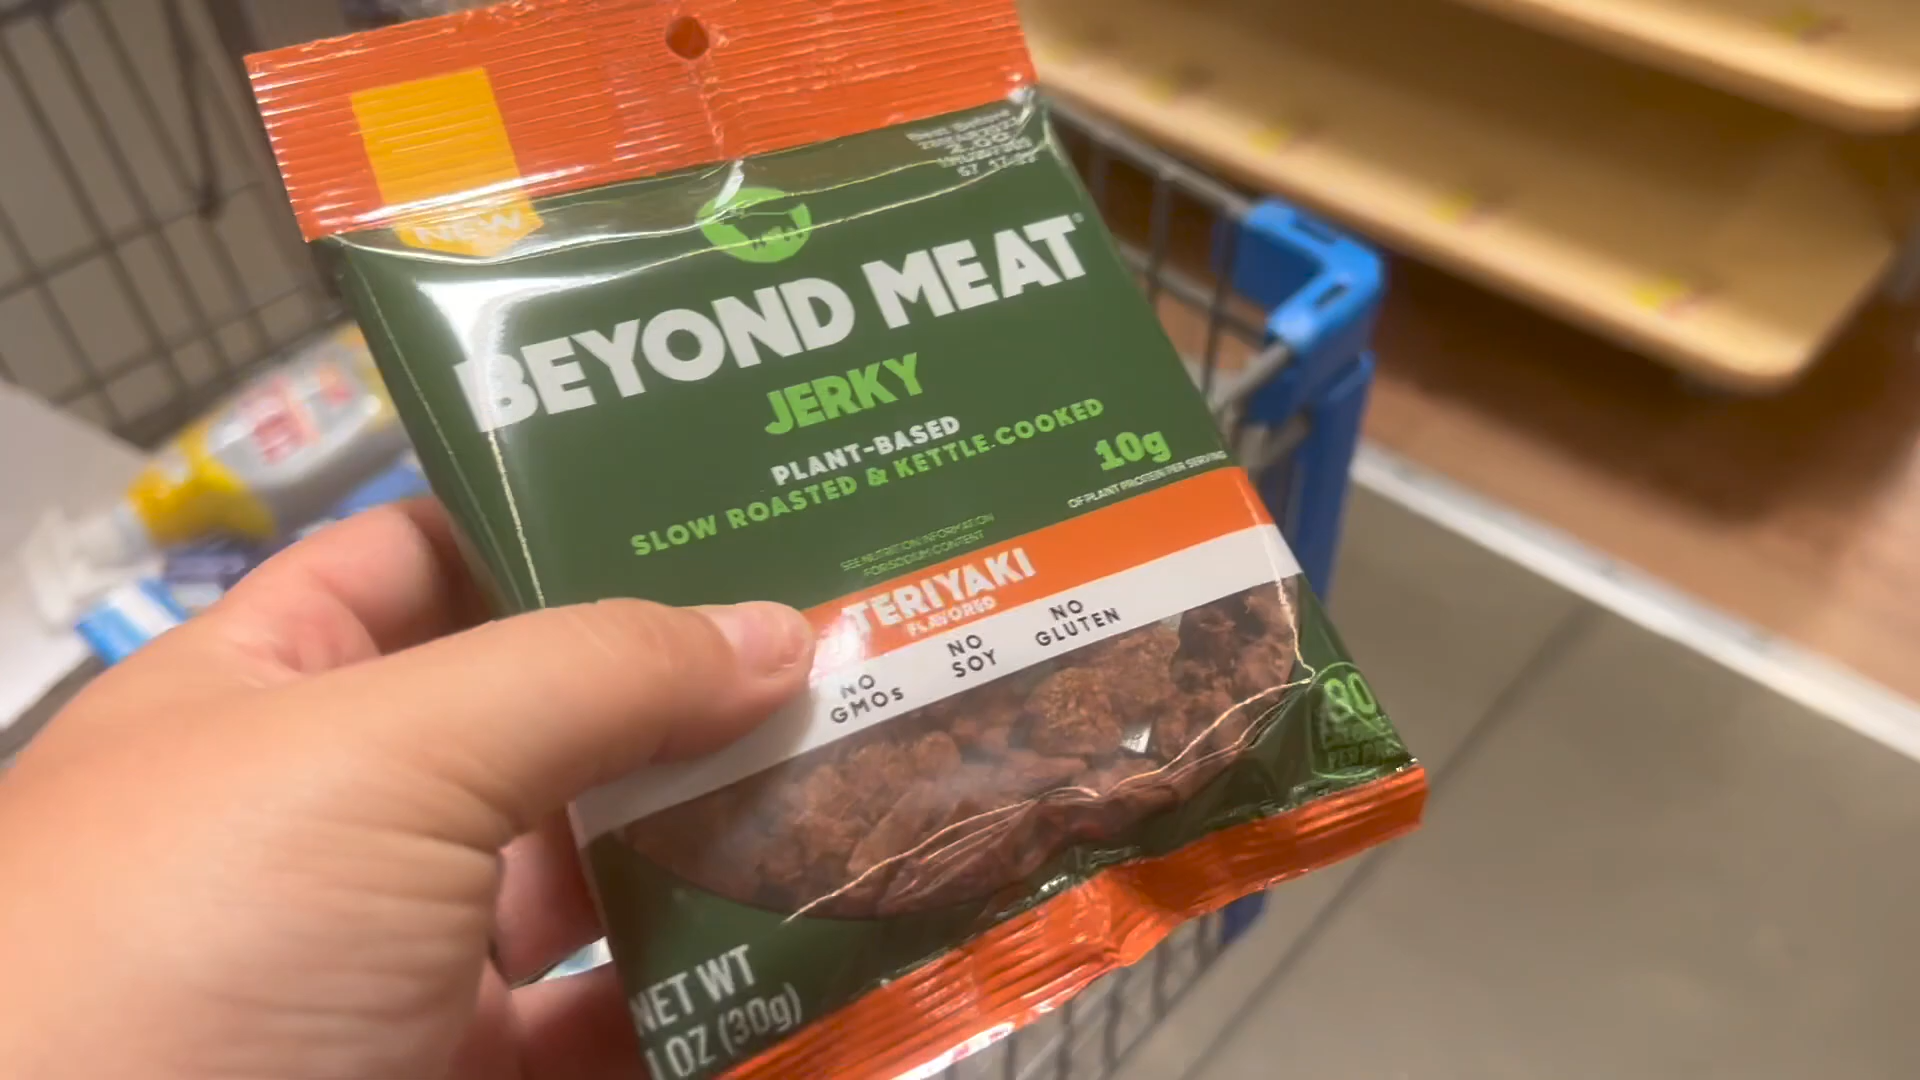 NEW
BEYOND MEAT®
JERKY
PLANT-BASED
SLOW ROASTED & KETTLE-COOKED
10g
OF PLANT PROTEIN PER SERVING
SEE NUTRITION INFORMATION
FOR SODIUM CONTENT
TERIYAKI
FLAVORED
NO
GMOs
NO
SOY
NO
GLUTEN
NET WT
1 OZ (30g)